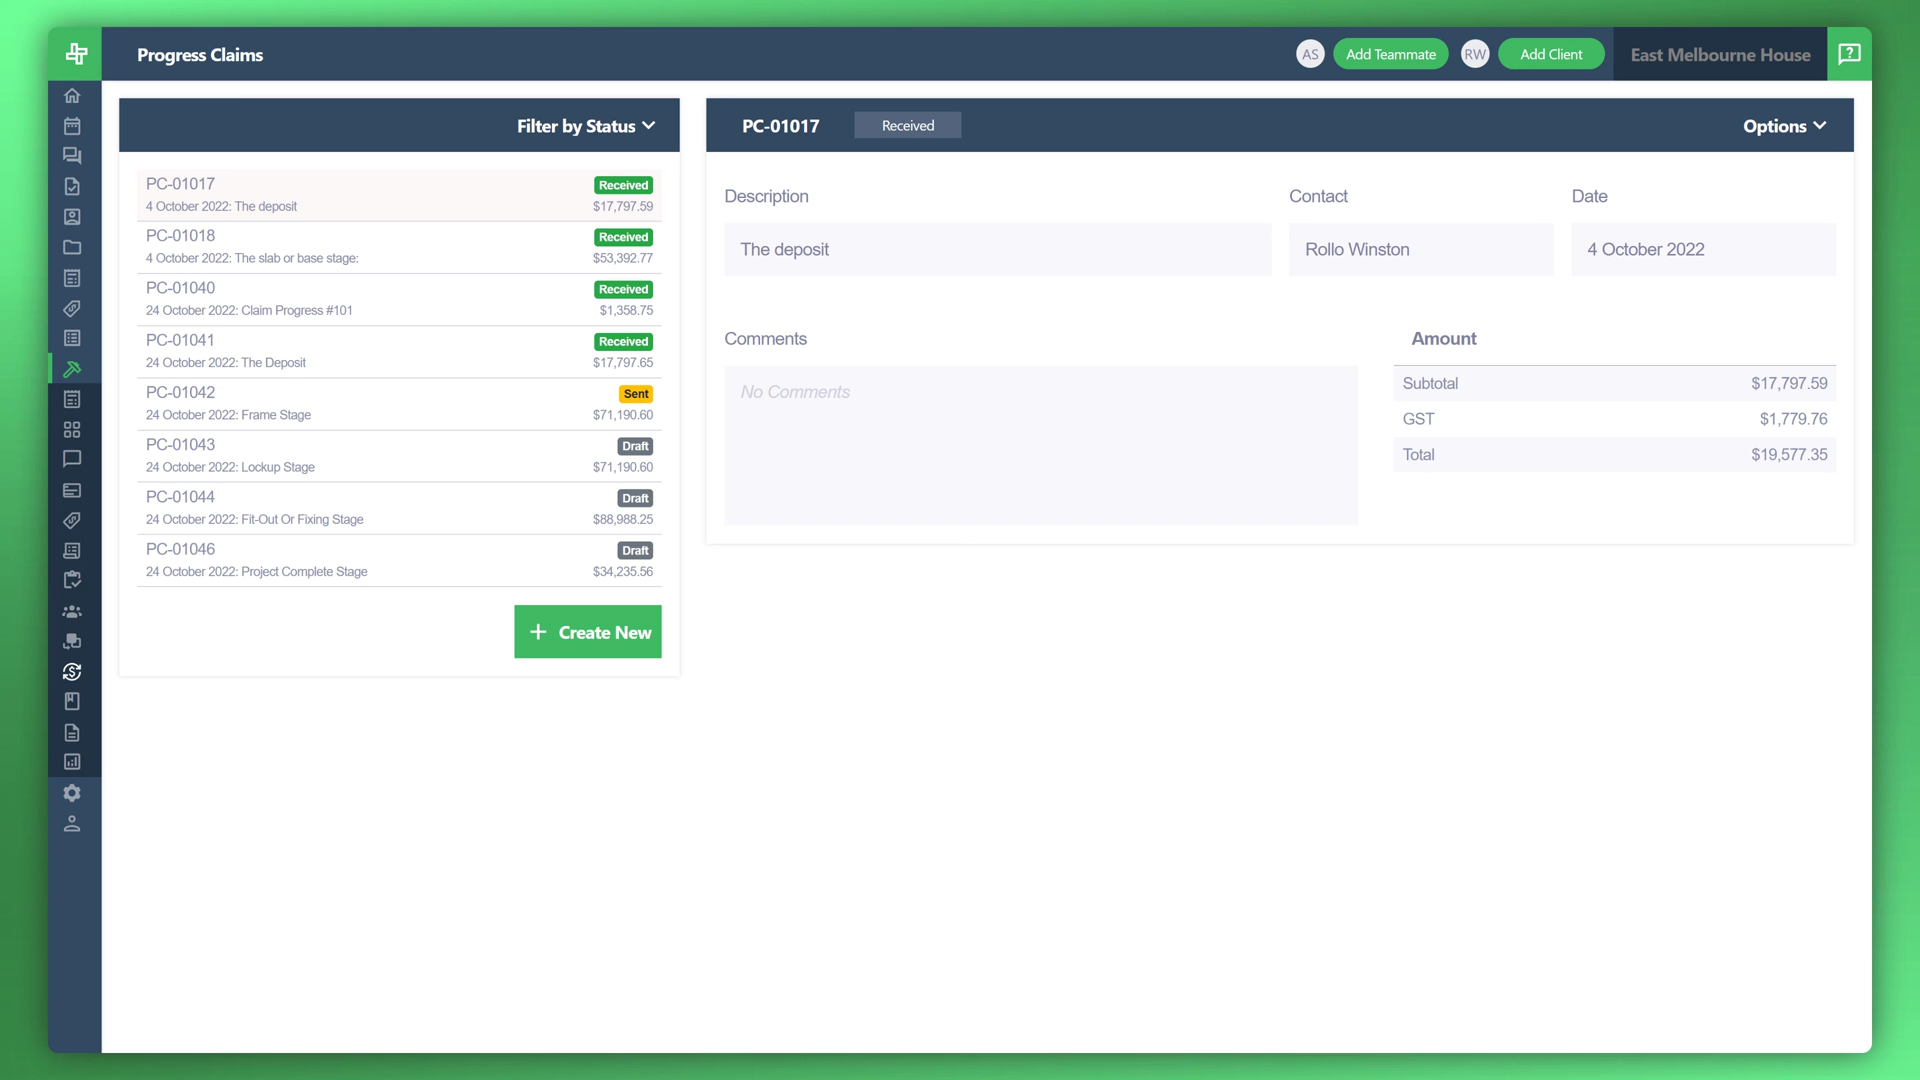 Progress Claims
AS
Add Teammate
RW
Add Client
East Melbourne House
Filter by Status
PC-01017
Received
4 October 2022: The deposit
$17,797.59
PC-01018
Received
4 October 2022: The slab or base stage:
$53,392.77
PC-01040
Received
24 October 2022: Claim Progress #101
$1,358.75
PC-01041
Received
24 October 2022: The Deposit
$17,797.65
PC-01042
Sent
24 October 2022: Frame Stage
$71,190.60
PC-01043
Draft
24 October 2022: Lockup Stage
$71,190.60
PC-01044
Draft
24 October 2022: Fit-Out Or Fixing Stage
$88,988.25
PC-01046
Draft
24 October 2022: Project Complete Stage
$34,235.56
+ Create New
PC-01017
Received
Options
Description
Contact
Date
The deposit
Rollo Winston
4 October 2022
Comments
No Comments
Amount
Subtotal
$17,797.59
GST
$1,779.76
Total
$19,577.35